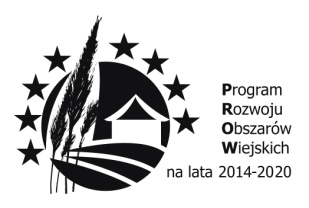 Program
Rozwoju
Obszarów
Wiejskich
na lata 2014-2020